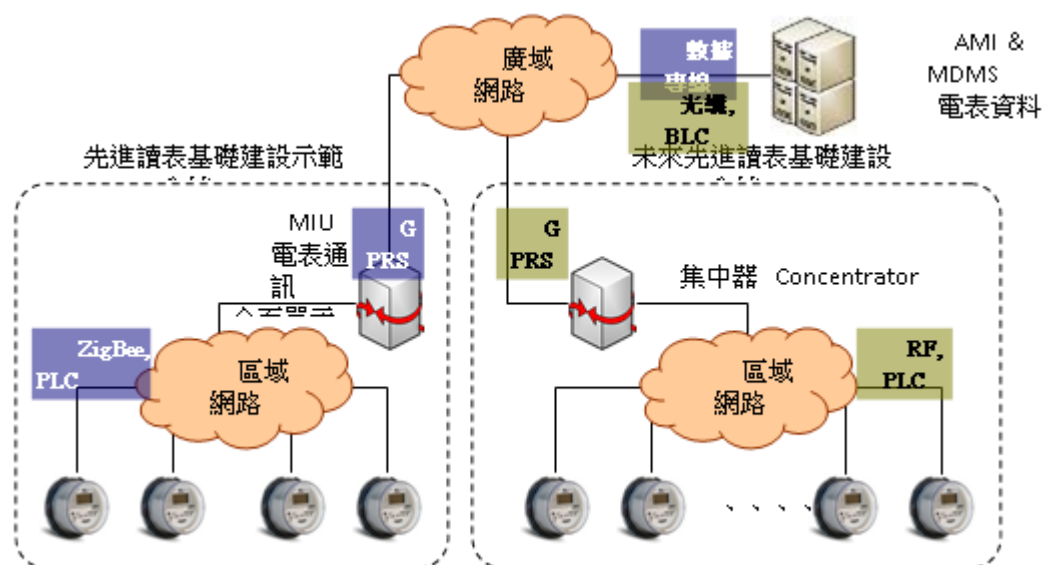 廣域
網路
數據
專線
光纜,
BLC
AMI &
MDMS
電表資料
先進讀表基礎建設示範
未來先進讀表基礎建設
MIU
電表通
訊
G
PRS
G
PRS
集中器 Concentrator
ZigBee,
PLC
區域
網路
區域
網路
RF,
PLC
、、、、